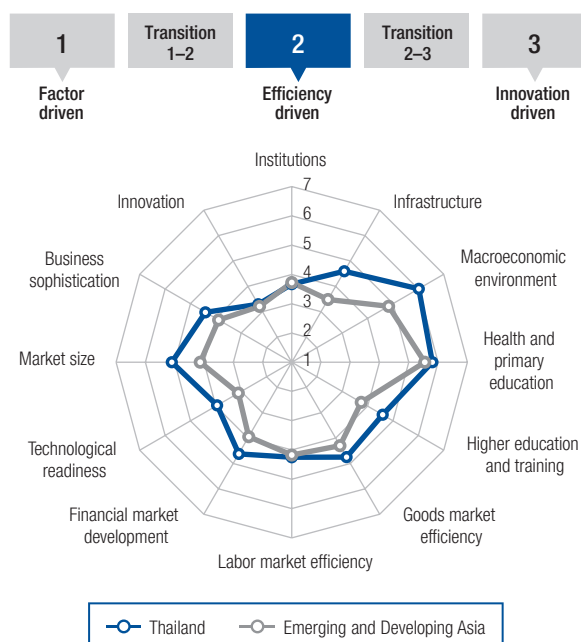 1
Transition
1–2
2
Transition
2–3
3
Factor
driven
Efficiency
driven
Innovation
driven
Institutions
7
Innovation
6
Infrastructure
5
Business
sophistication
4
Macroeconomic
environment
3
2
Market size
1
Health and
primary
education
Technological
readiness
Higher education
and training
Financial market
development
Goods market
efficiency
Labor market efficiency
Thailand
Emerging and Developing Asia